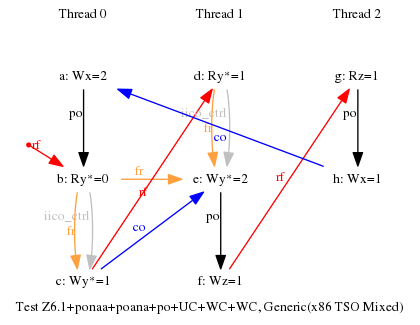 Thread 0 Thread 1 Thread 2
a: Wx=2 d: Ry*=1 g: Rz=1
po iico_ctrl po
fr
co
rf
b: Ry*=0 fr e: Wy*=2 rf h: Wx=1
rf
iico_ctrl po
fr co
c: Wy*=1 f: Wz=1
Test Z6.1+ponaa+poana+po+UC+WC+WC, Generic(x86 TSO Mixed)